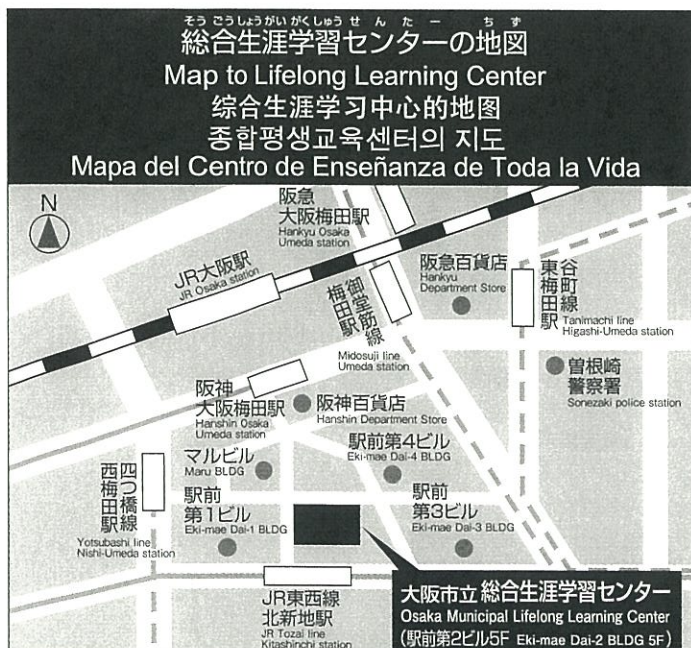 そうごうしょうがいがくしゅうせんたー ちず
総合生涯学習センターの地図
Map to Lifelong Learning Center
综合生涯学习中心的地图
종합평생교육센터의 지도
Mapa del Centro de Enseñanza de Toda la Vida
N
阪急
大阪梅田駅
Hankyu Osaka
Umeda station
JR大阪駅
JR Osaka station
御堂筋線
梅田駅
Midosuji line
Umeda station
阪急百貨店
Hankyu
Department Store
谷町線
東梅田駅
Tanimachi line
Higashi-Umeda station
曽根崎
警察署
Sonezaki police station
阪神
大阪梅田駅
Hanshin Osaka
Umeda station
阪神百貨店
Hanshin Department Store
マルビル
Maru BLDG
駅前第4ビル
Eki-mae Dai-4 BLDG
四つ橋線
西梅田駅
Yotsubashi line
Nishi-Umeda station
駅前
第1ビル
Eki-mae Dai-1 BLDG
駅前
第3ビル
Eki-mae Dai-3 BLDG
JR東西線
北新地駅
JR Tozai line
Kitashinchi station
大阪市立 総合生涯学習センター
Osaka Municipal Lifelong Learning Center
(駅前第2ビル5F Eki-mae Dai-2 BLDG 5F)